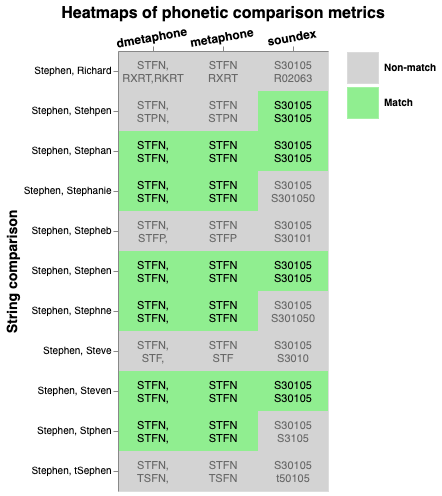 Heatmaps of phonetic comparison metrics
dmetaphone metaphone soundex
Stephen, Richard STFN, STFN S30105
RXRT,RKRT RXRT R02063
Stephen, Stehpen STFN, STFN S30105
STPN, STPN S30105
Stephen, Stephan STFN, STFN S30105
STFN, STFN S30105
Stephen, Stephanie STFN, STFN S30105
STFN, STFN S301050
Stephen, Stepheb STFN, STFN S30105
STFP, STFP S30101
Stephen, Stephen STFN, STFN S30105
STFN, STFN S30105
Stephen, Stephne STFN, STFN S30105
STFN, STFN S301050
Stephen, Steve STFN, STFN S30105
STF, STF S3010
Stephen, Steven STFN, STFN S30105
STFN, STFN S30105
Stephen, Stphen STFN, STFN S30105
STFN, STFN S3105
Stephen, tSephen STFN, STFN S30105
TSFN, TSFN t50105
String comparison
Non-match
Match